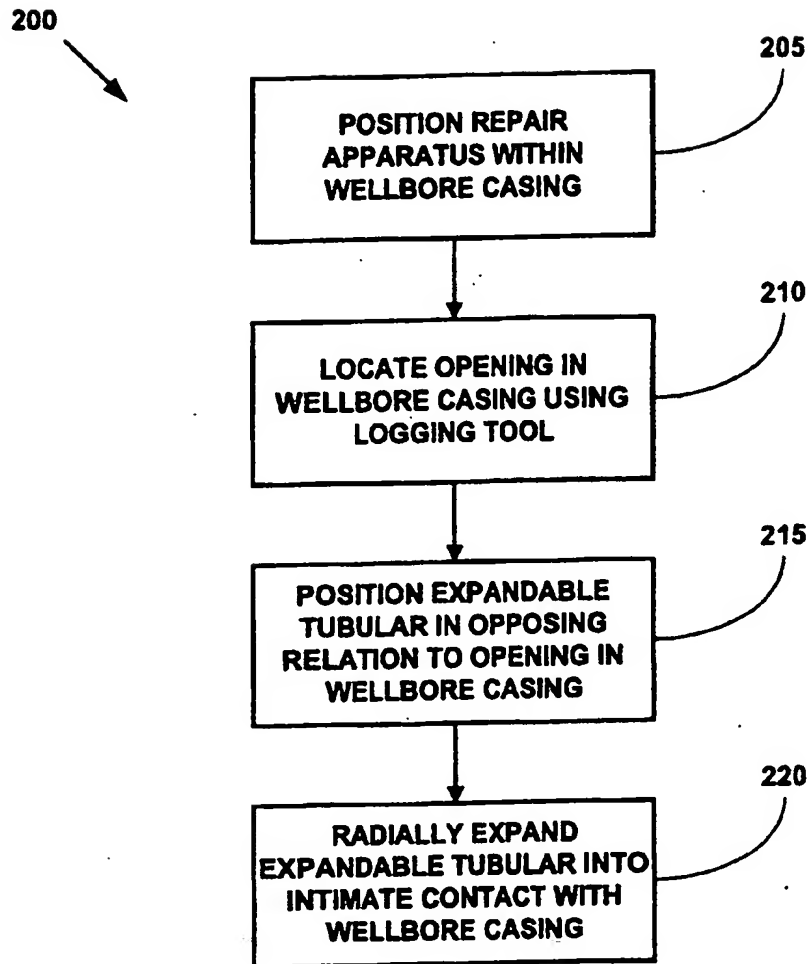 200
205
POSITION REPAIR
APPARATUS WITHIN
WELLBORE CASING
210
LOCATE OPENING IN
WELLBORE CASING USING
LOGGING TOOL
215
POSITION EXPANDABLE
TUBULAR IN OPPOSING
RELATION TO OPENING IN
WELLBORE CASING
220
RADIALLY EXPAND
EXPANDABLE TUBULAR INTO
INTIMATE CONTACT WITH
WELLBORE CASING